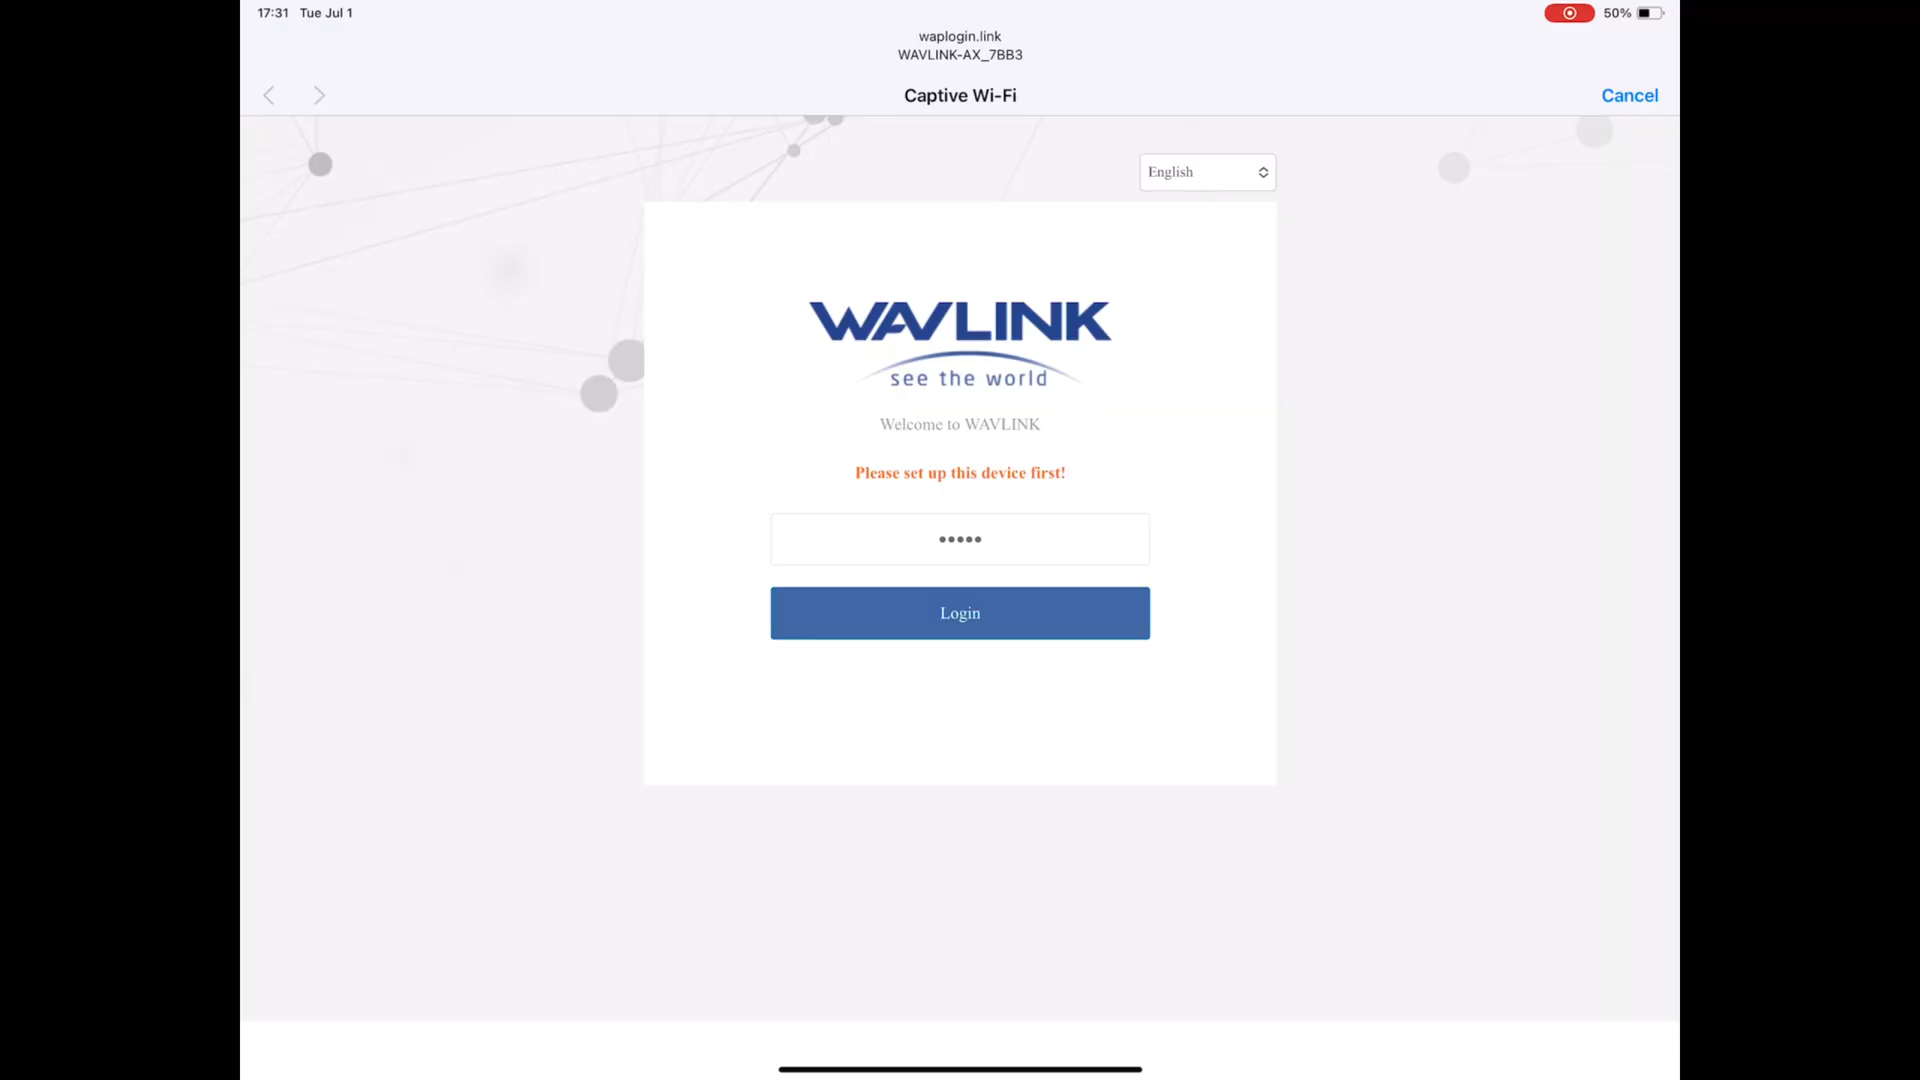 17:31 Tue Jul 1
50%
waplogin.link
WAVLINK-AX_7BB3
Captive Wi-Fi
Cancel
English
WAVLINK
see the world
Welcome to WAVLINK
Please set up this device first!
•••••
Login